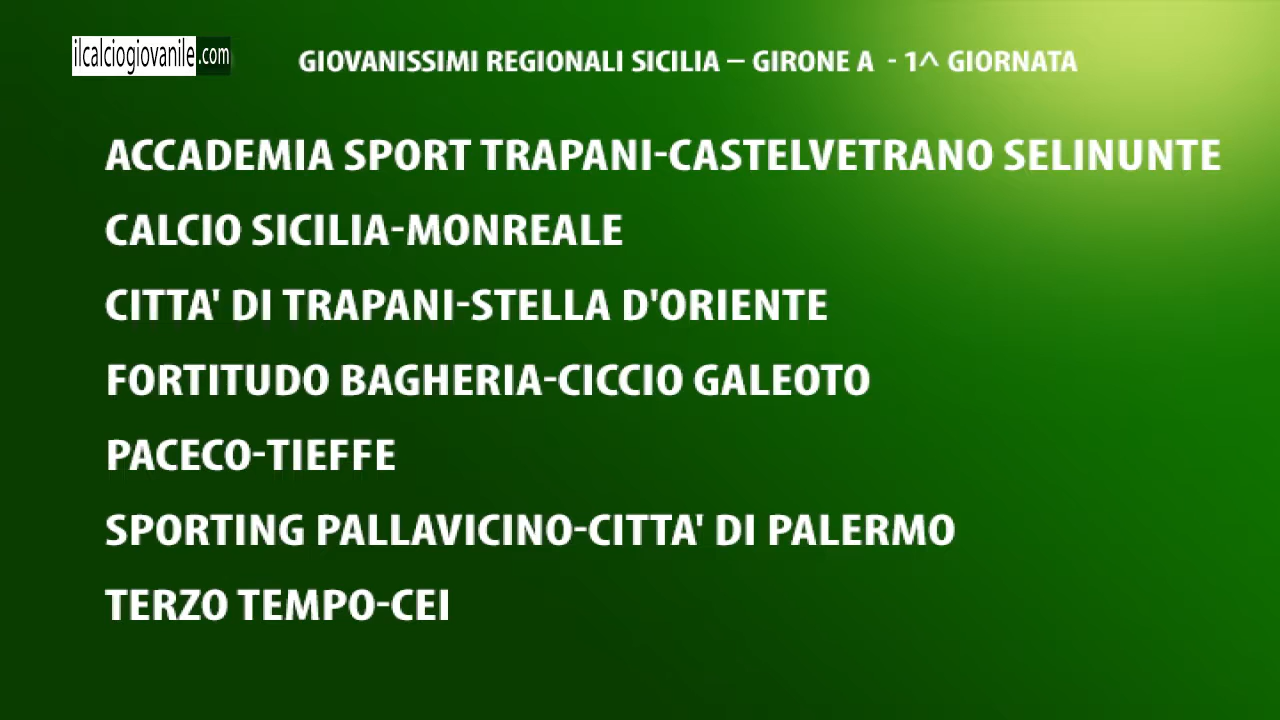 ilcalciogiovanile.com
GIOVANISSIMI REGIONALI SICILIA – GIRONE A - 1^ GIORNATA
ACCADEMIA SPORT TRAPANI-CASTELVETRANO SELINUNTE
CALCIO SICILIA-MONREALE
CITTA' DI TRAPANI-STELLA D'ORIENTE
FORTITUDO BAGHERIA-CICCIO GALEOTO
PACECO-TIEFFE
SPORTING PALLAVICINO-CITTA' DI PALERMO
TERZO TEMPO-CEI